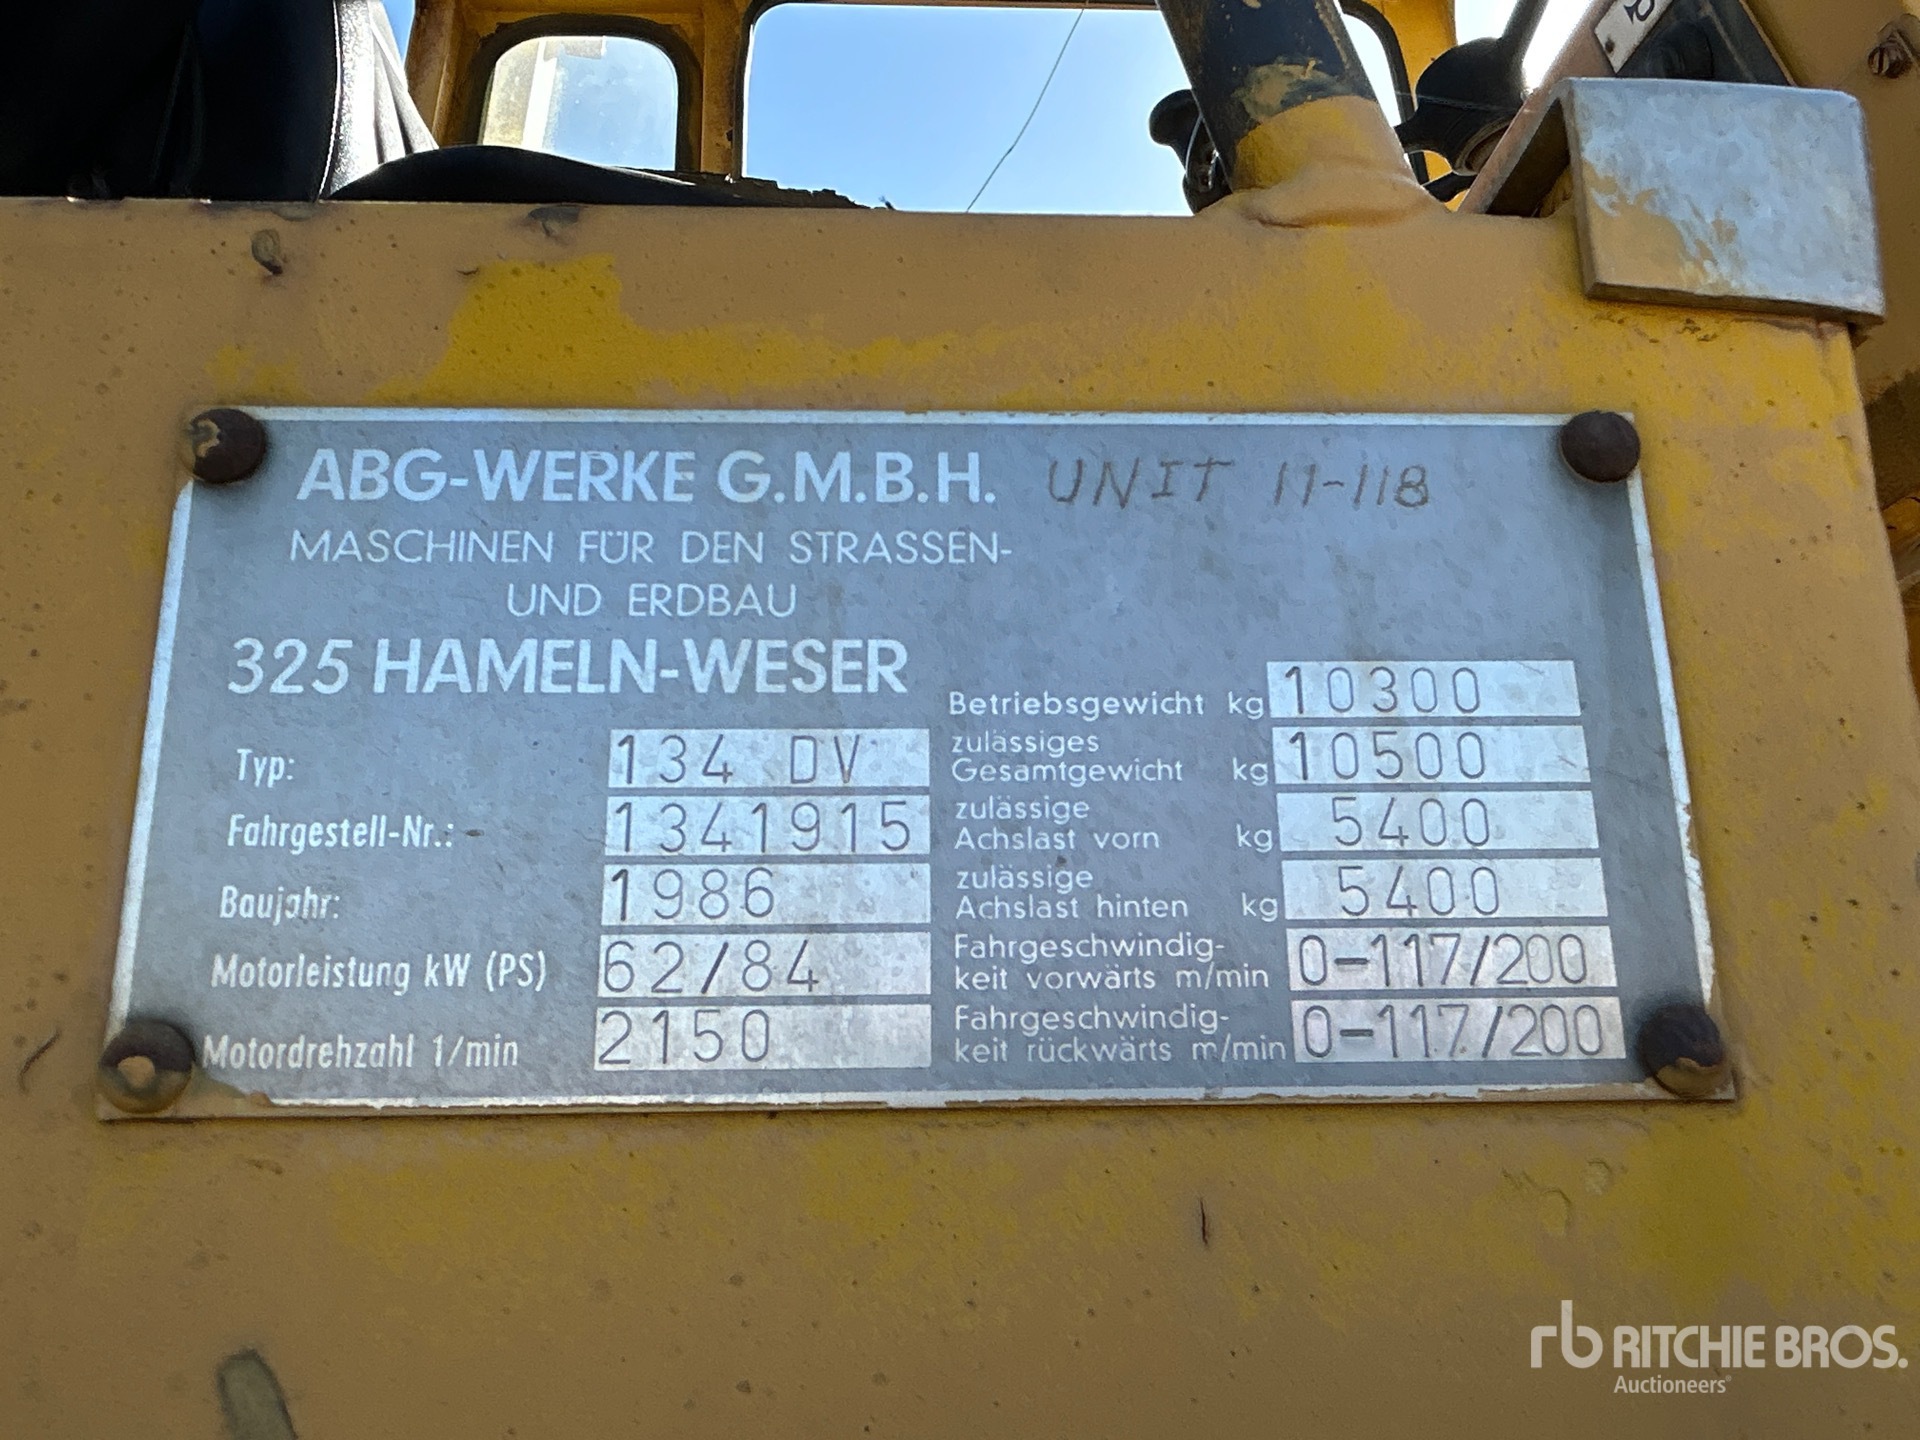 ABG-WERKE G.M.B.H. UNIT 11-118
MASCHINEN FÜR DEN STRASSEN-
UND ERDBAU
325 HAMELN-WESER
Typ: 134 DV
Fahrgestell-Nr.: 1341915
Baujahr: 1986
Motorleistung kW (PS) 62/84
Motordrehzahl 1/min 2150
Betriebsgewicht kg 10300
zulässiges
Gesamtgewicht kg 10500
zulässige
Achslast vorn kg 5400
zulässige
Achslast hinten kg 5400
Fahrgeschwindig-
keit vorwärts m/min 0-117/200
Fahrgeschwindig-
keit rückwärts m/min 0-117/200
rb RITCHIE BROS.
Auctioneers